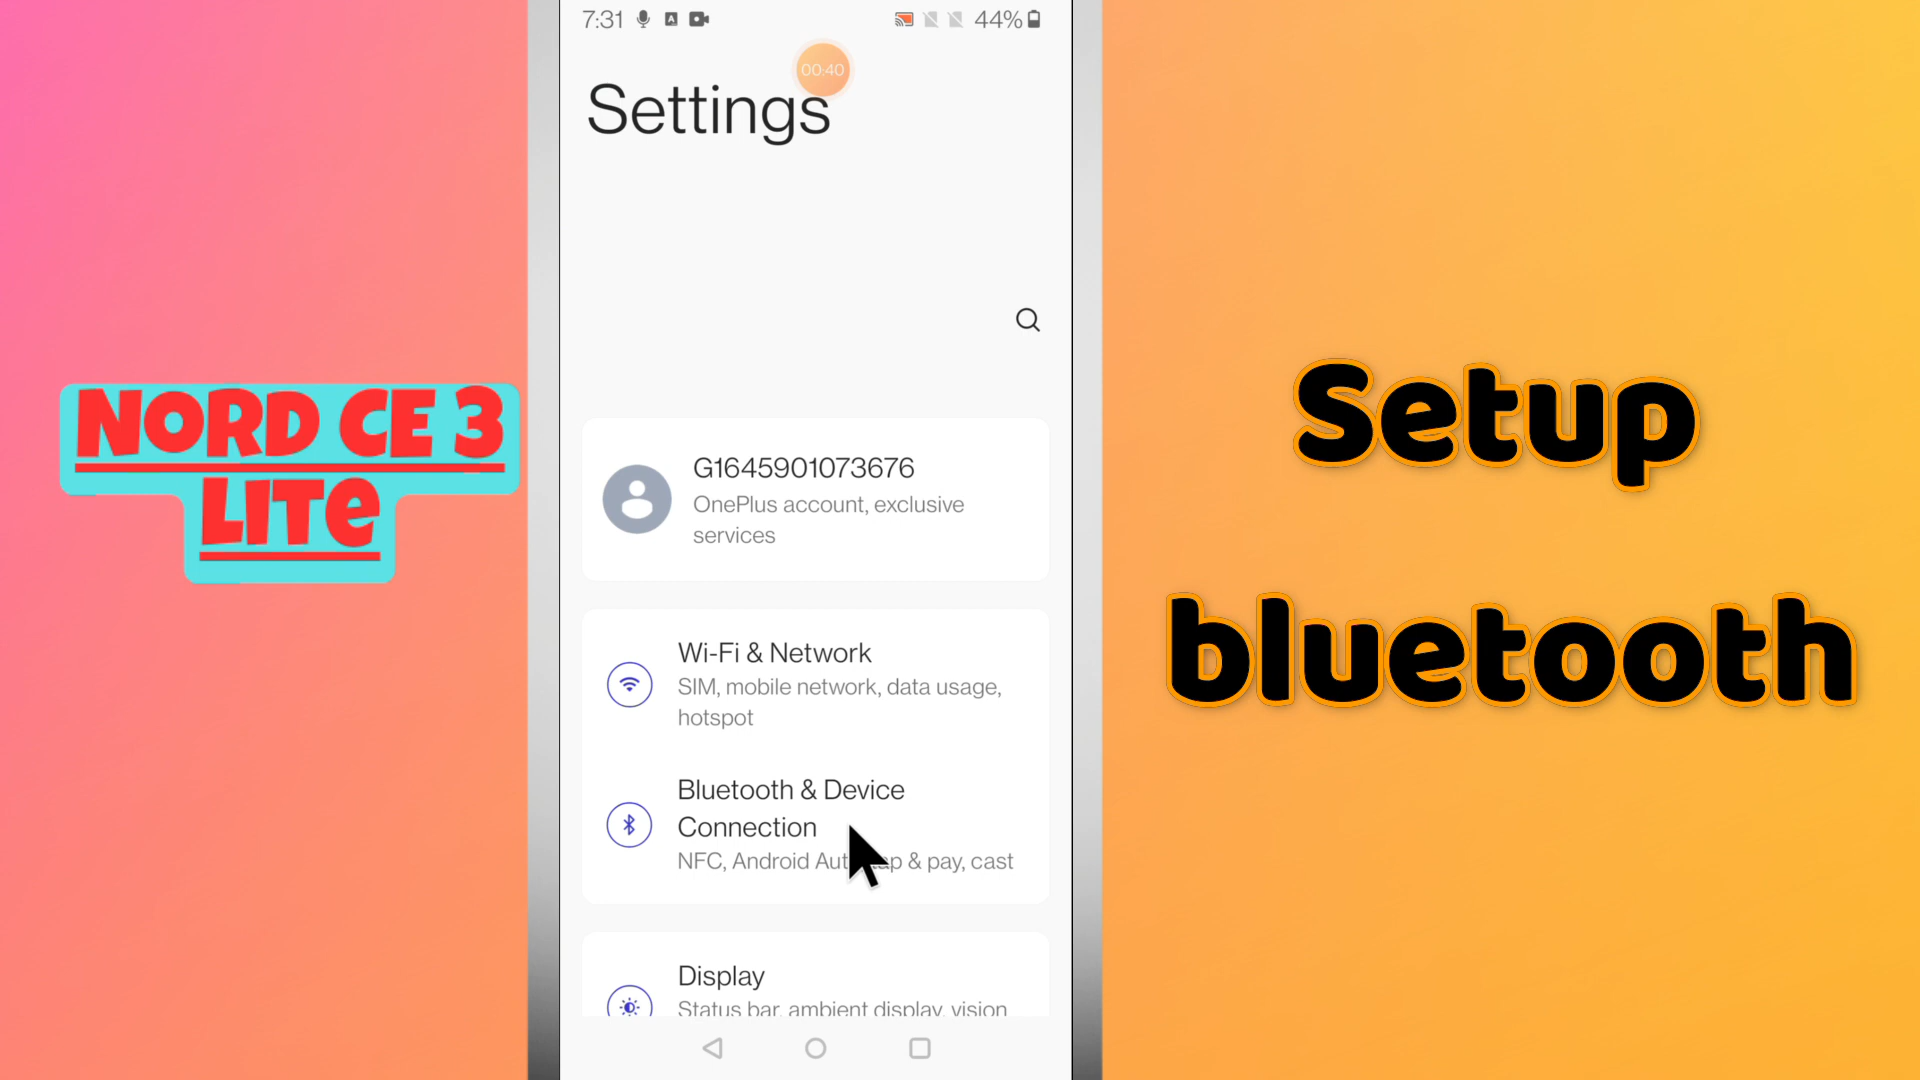 7:31
44%
00:40
Settings
NORD CE 3
LITe
G1645901073676
OnePlus account, exclusive
services
Wi-Fi & Network
SIM, mobile network, data usage,
hotspot
Bluetooth & Device
Connection
NFC, Android & pay, cast
Display
Status bar, ambient display, vision
Setup
bluetooth